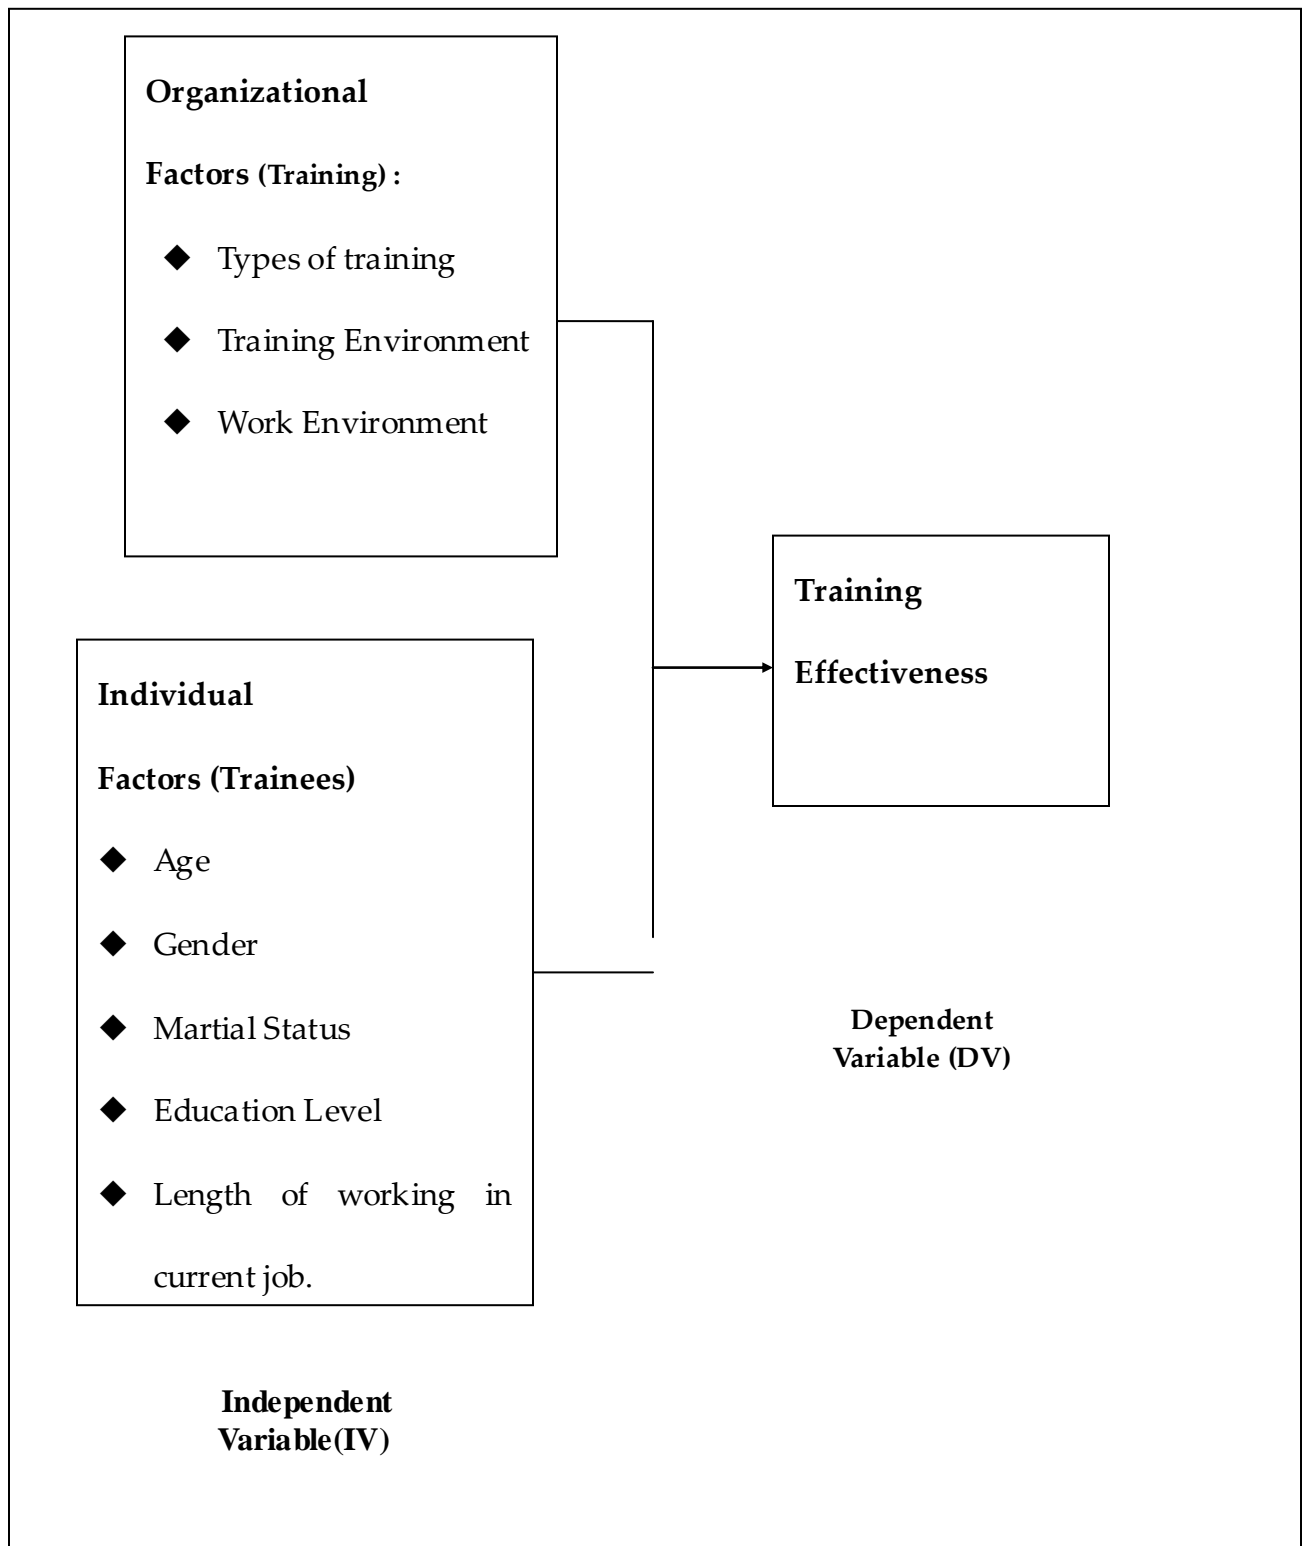 Organizational
Factors (Training) :
◆ Types of training
◆ Training Environment
◆ Work Environment
Training
Effectiveness
Individual
Factors (Trainees)
◆ Age
◆ Gender
◆ Martial Status
◆ Education Level
◆ Length of working in
current job.
Dependent
Variable (DV)
Independent
Variable(IV)